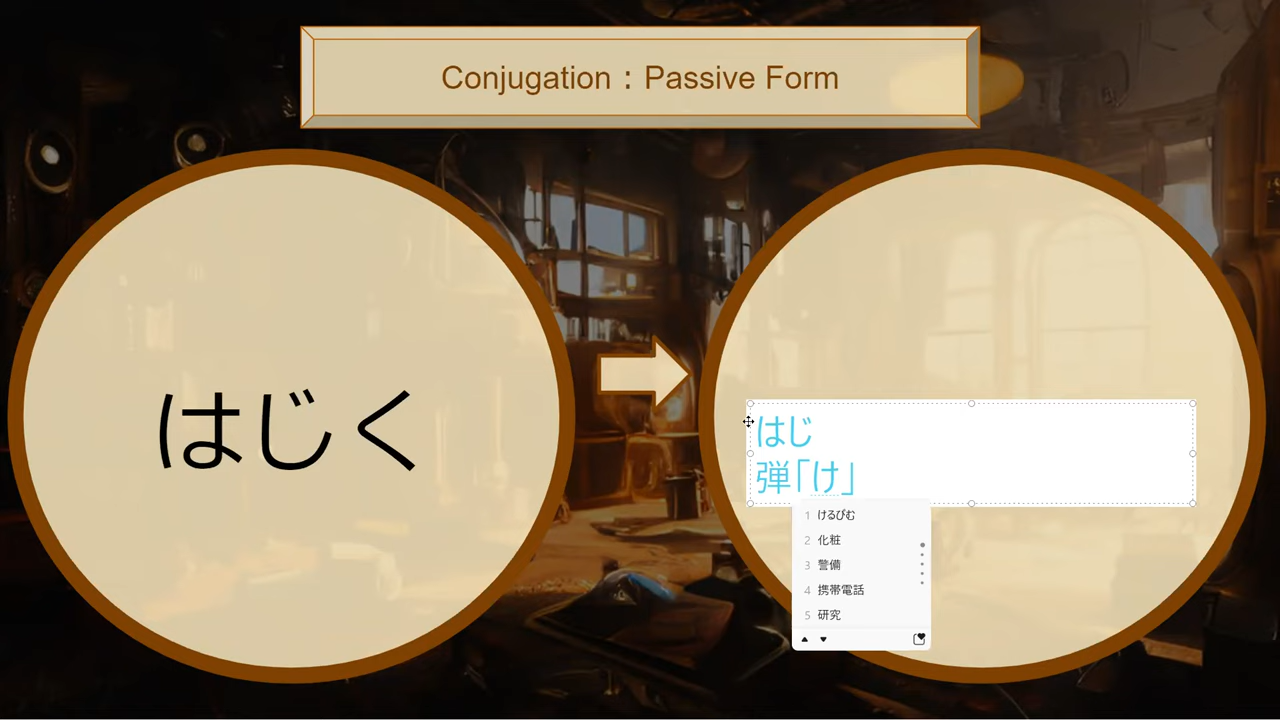 Conjugation：Passive Form
はじく
はじ
弾「け」
1 けるびむ
2 化粧
3 警備
4 携帯電話
5 研究